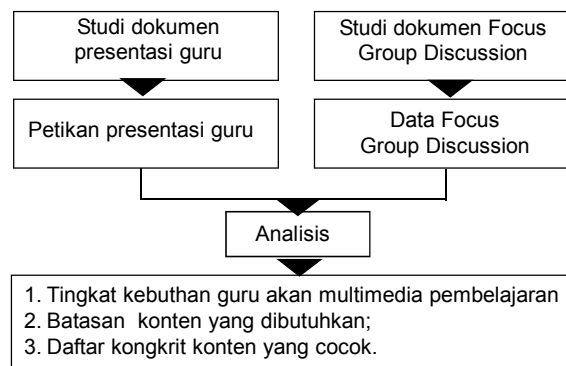 Studi dokumen
presentasi guru
Studi dokumen Focus
Group Discussion
Petikan presentasi guru
Data Focus
Group Discussion
Analisis
1. Tingkat kebuthan guru akan multimedia pembelajaran
2. Batasan konten yang dibutuhkan;
3. Daftar kongkrit konten yang cocok.